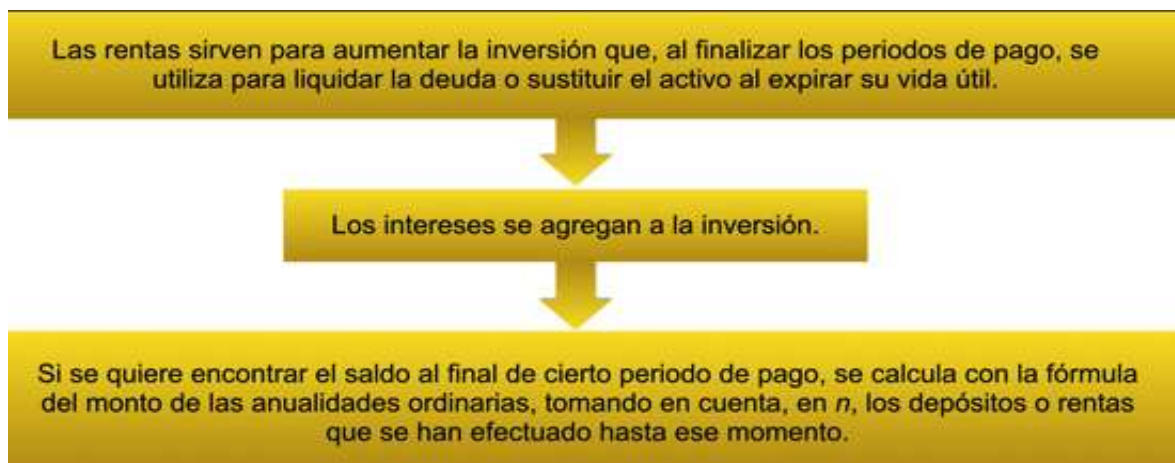 Las rentas sirven para aumentar la inversión que, al finalizar los periodos de pago, se
utiliza para liquidar la deuda o sustituir el activo al expirar su vida útil.
Los intereses se agregan a la inversión.
Si se quiere encontrar el saldo al final de cierto periodo de pago, se calcula con la fórmula
del monto de las anualidades ordinarias, tomando en cuenta, en n, los depósitos o rentas
que se han efectuado hasta ese momento.